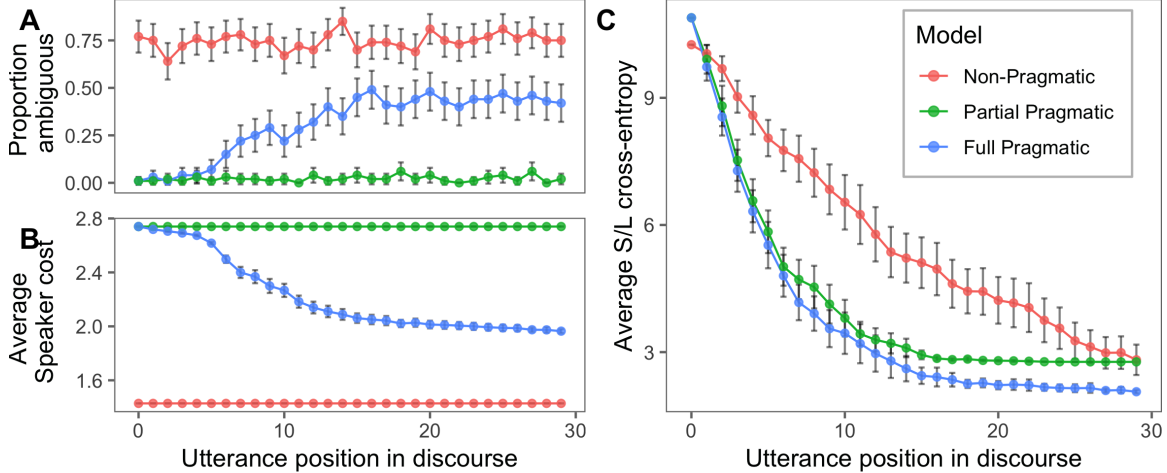 A
Proportion
ambiguous
0.75
0.50
0.25
0.00
B
Average
Speaker cost
2.8
2.4
2.0
1.6
0
10
20
30
Utterance position in discourse
C
Average S/L cross-entropy
9
6
3
0
10
20
30
Utterance position in discourse
Model
Non-Pragmatic
Partial Pragmatic
Full Pragmatic